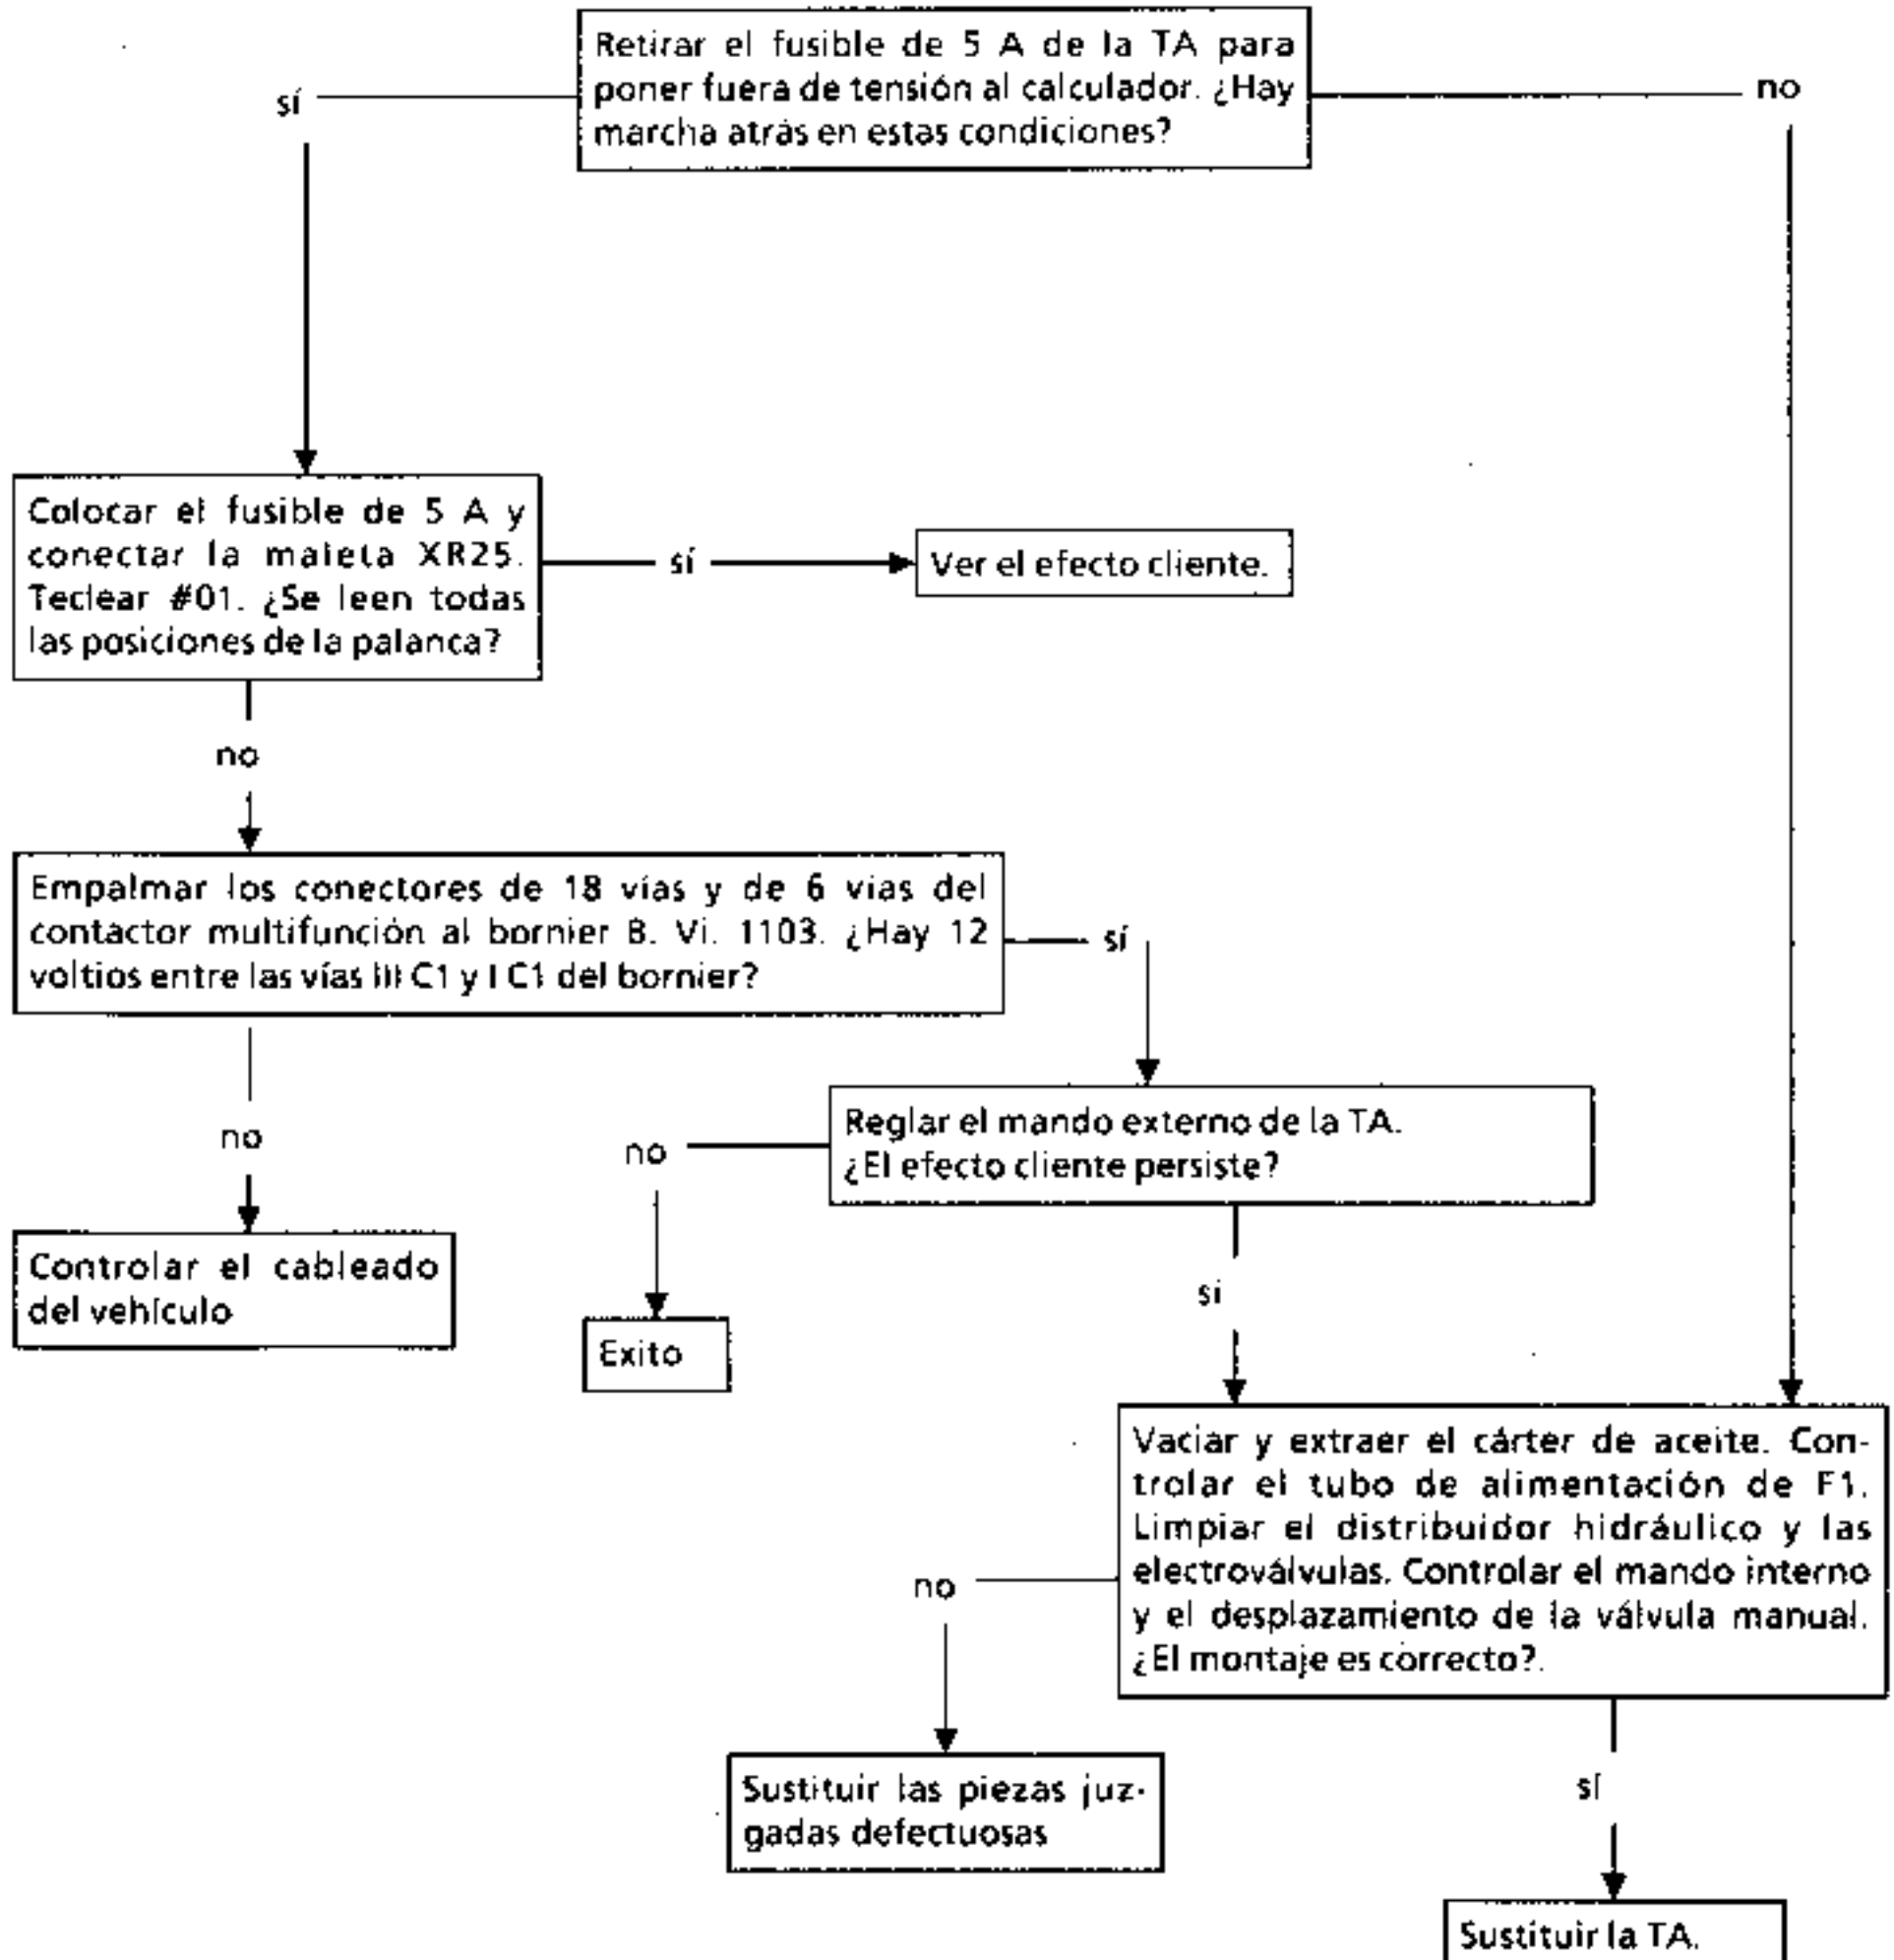 Retirar el fusible de 5 A de la TA para
poner fuera de tensión al calculador. ¿Hay
marcha atrás en estas condiciones?
sí
no
Colocar el fusible de 5 A y
conectar la maleta XR25.
Teclear #01. ¿Se leen todas
las posiciones de la palanca?
sí
Ver el efecto cliente.
no
Empalmar los conectores de 18 vías y de 6 vias del
contactor multifunción al bornier B. Vi. 1103. ¿Hay 12
voltios entre las vías III C1 y I C1 del bornier?
sí
no
Reglar el mando externo de la TA.
¿El efecto cliente persiste?
no
si
Controlar el cableado
del vehículo
Exito
Vaciar y extraer el cárter de aceite. Con-
trolar el tubo de alimentación de F1.
Limpiar el distribuidor hidráulico y las
electroválvulas. Controlar el mando interno
y el desplazamiento de la válvula manual.
¿El montaje es correcto?.
no
Sustituir las piezas juz-
gadas defectuosas
sí
Sustituir la TA.